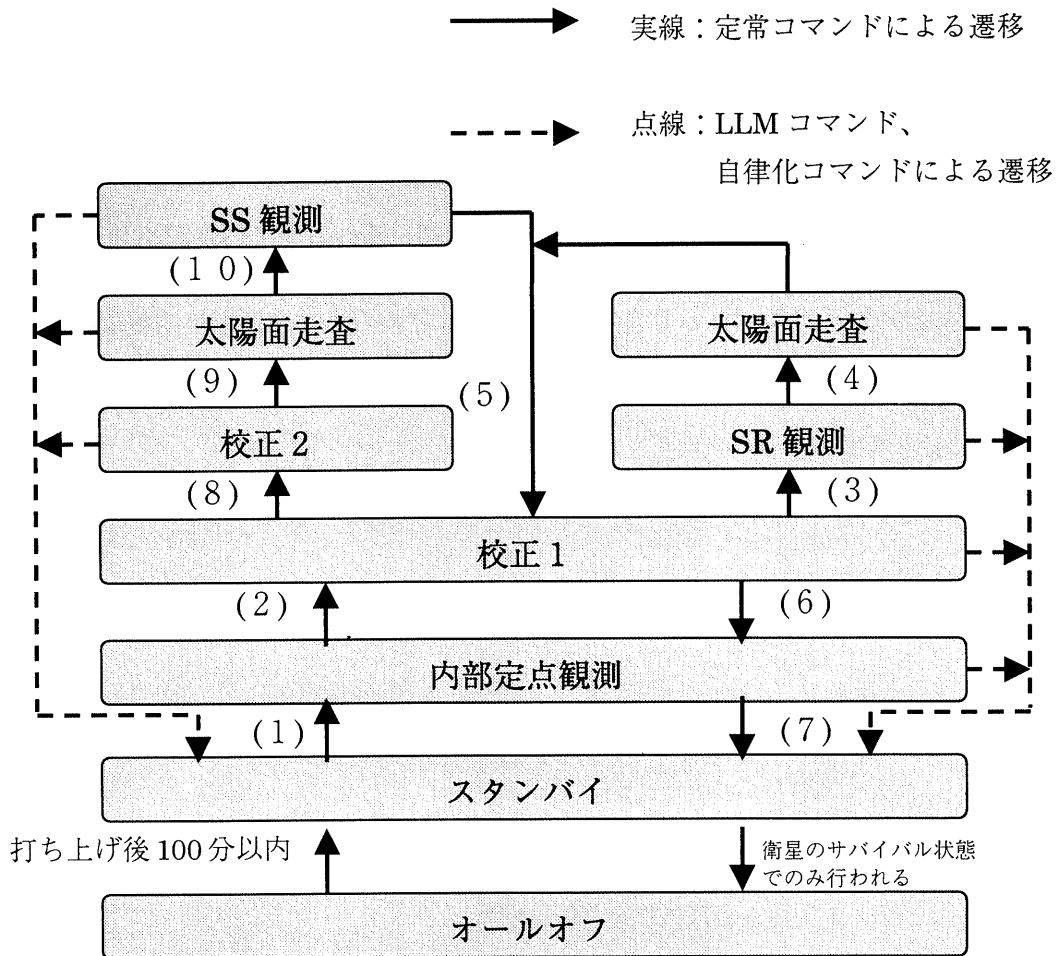 実線:定常コマンドによる遷移
点線:LLM コマンド、
自律化コマンドによる遷移
SS 観測
(10)
太陽面走査
太陽面走査
(9)
(5)
(4)
校正2
SR 観測
(8)
(3)
校正1
(2)
(6)
内部定点観測
(1)
(7)
スタンバイ
打ち上げ後 100 分以内
衛星のサバイバル状態
でのみ行われる
オールオフ